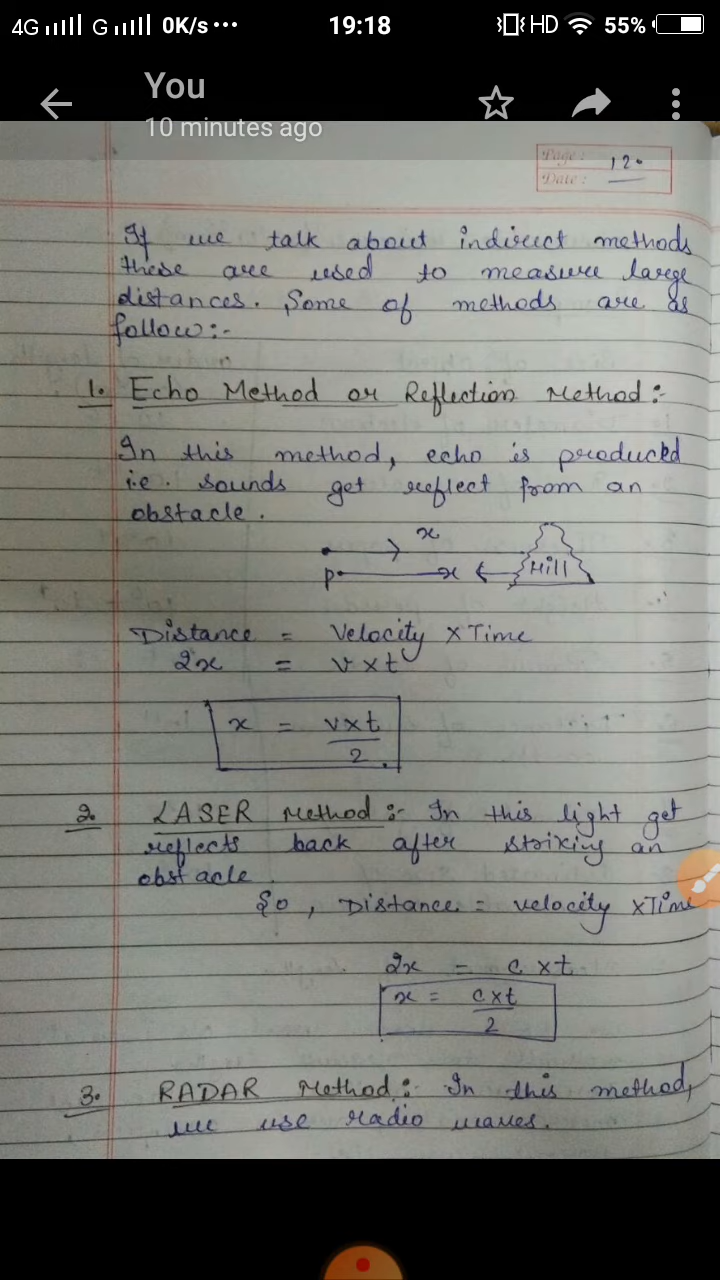 4G G 0K/s ••• 19:18 HD 55%
You
10 minutes ago
Page: 120
Date:
If we talk about indirect methods
these are used to measure large
distances. Some of methods are as
follow:-
1. Echo Method or Reflection Method:-
In this method, echo is produced
i.e. sounds get reflect from an
obstacle.
x
P x Hill
Distance = Velocity x Time
2x = v x t
x = v x t
2
2. LASER Method:- In this light get
reflects back after striking an
obstacle.
So, Distance = velocity x Time
2x = c x t
x = c x t
2
3. RADAR Method:- In this method,
we use radio waves.